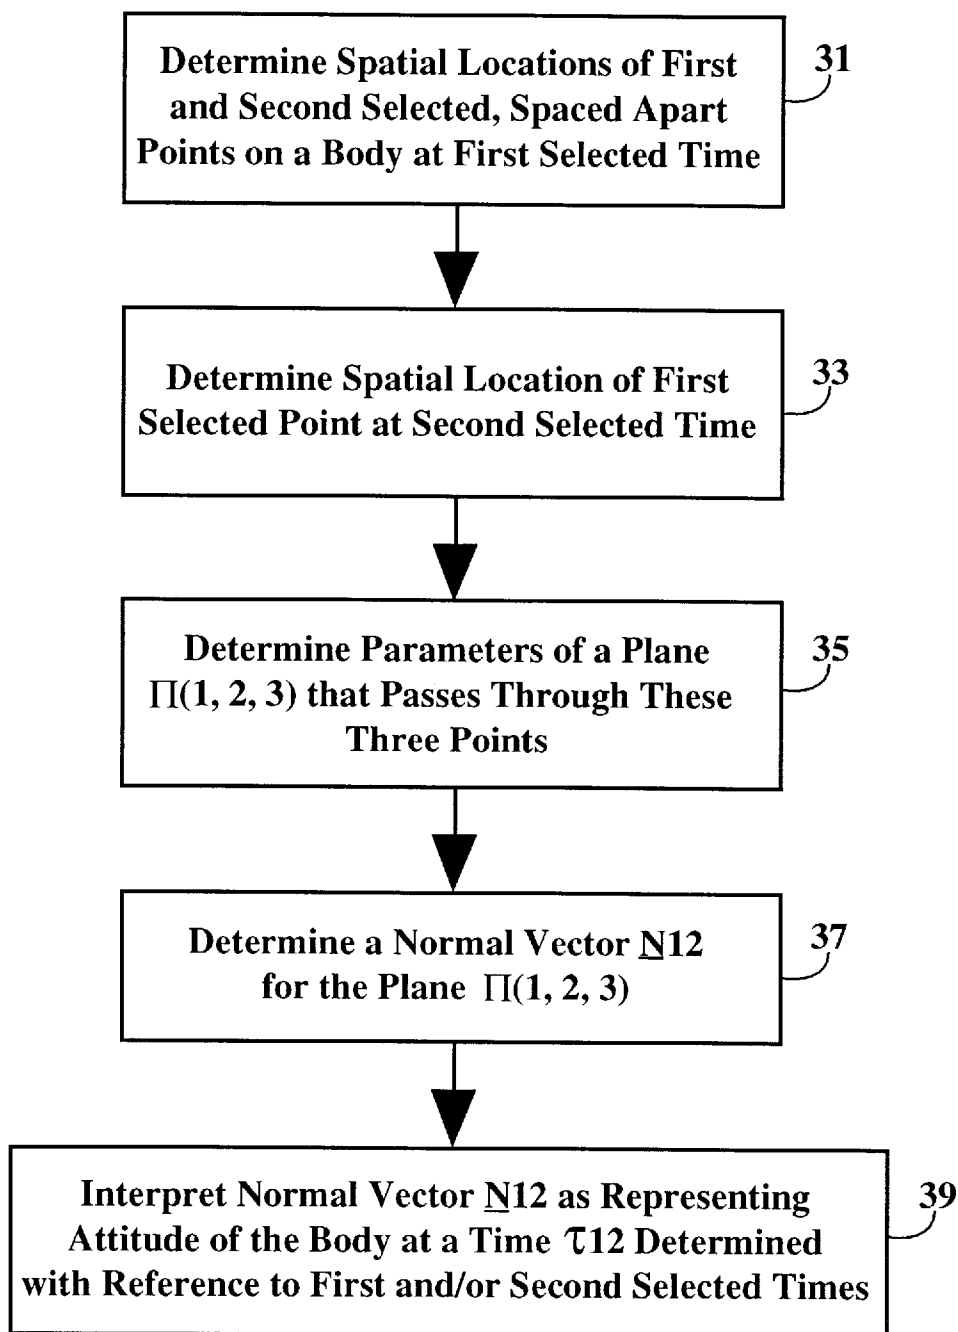 Determine Spatial Locations of First
and Second Selected, Spaced Apart
Points on a Body at First Selected Time
31
Determine Spatial Location of First
Selected Point at Second Selected Time
33
Determine Parameters of a Plane
Π(1, 2, 3) that Passes Through These
Three Points
35
Determine a Normal Vector N12
for the Plane Π(1, 2, 3)
37
Interpret Normal Vector N12 as Representing
Attitude of the Body at a Time τ12 Determined
with Reference to First and/or Second Selected Times
39